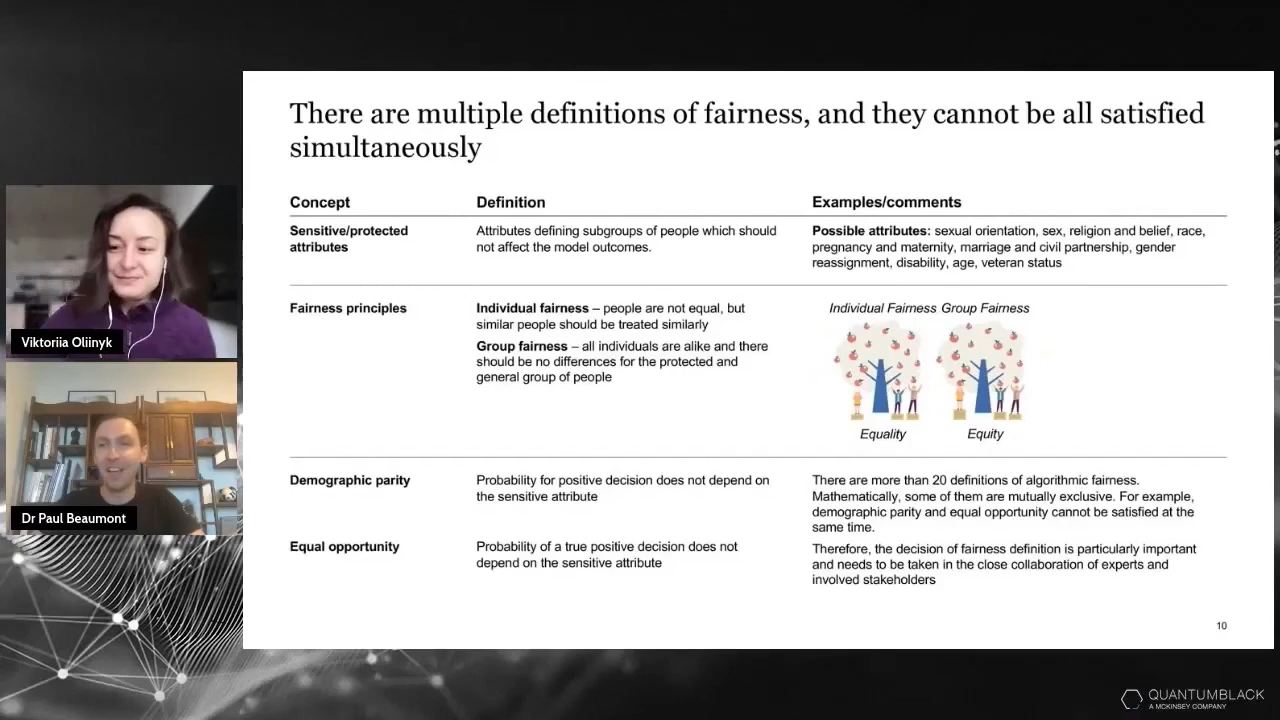 There are multiple definitions of fairness, and they cannot be all satisfied
simultaneously
Concept
Definition
Examples/comments
Sensitive/protected
attributes
Attributes defining subgroups of people which should
not affect the model outcomes.
Possible attributes: sexual orientation, sex, religion and belief, race,
pregnancy and maternity, marriage and civil partnership, gender
reassignment, disability, age, veteran status
Fairness principles
Individual fairness – people are not equal, but
similar people should be treated similarly
Group fairness – all individuals are alike and there
should be no differences for the protected and
general group of people
Individual Fairness
Group Fairness
Equality
Equity
Demographic parity
Probability for positive decision does not depend on
the sensitive attribute
There are more than 20 definitions of algorithmic fairness.
Mathematically, some of them are mutually exclusive. For example,
demographic parity and equal opportunity cannot be satisfied at the
same time.
Equal opportunity
Probability of a true positive decision does not
depend on the sensitive attribute
Therefore, the decision of fairness definition is particularly important
and needs to be taken in the close collaboration of experts and
involved stakeholders
10
Viktoriia Oliinyk
Dr Paul Beaumont
QUANTUMBLACK
A MCKINSEY COMPANY